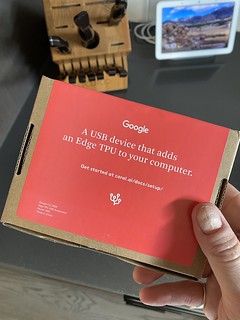 Google
A USB device that adds
an Edge TPU to your computer.
Get started at coral.ai/docs/setup/